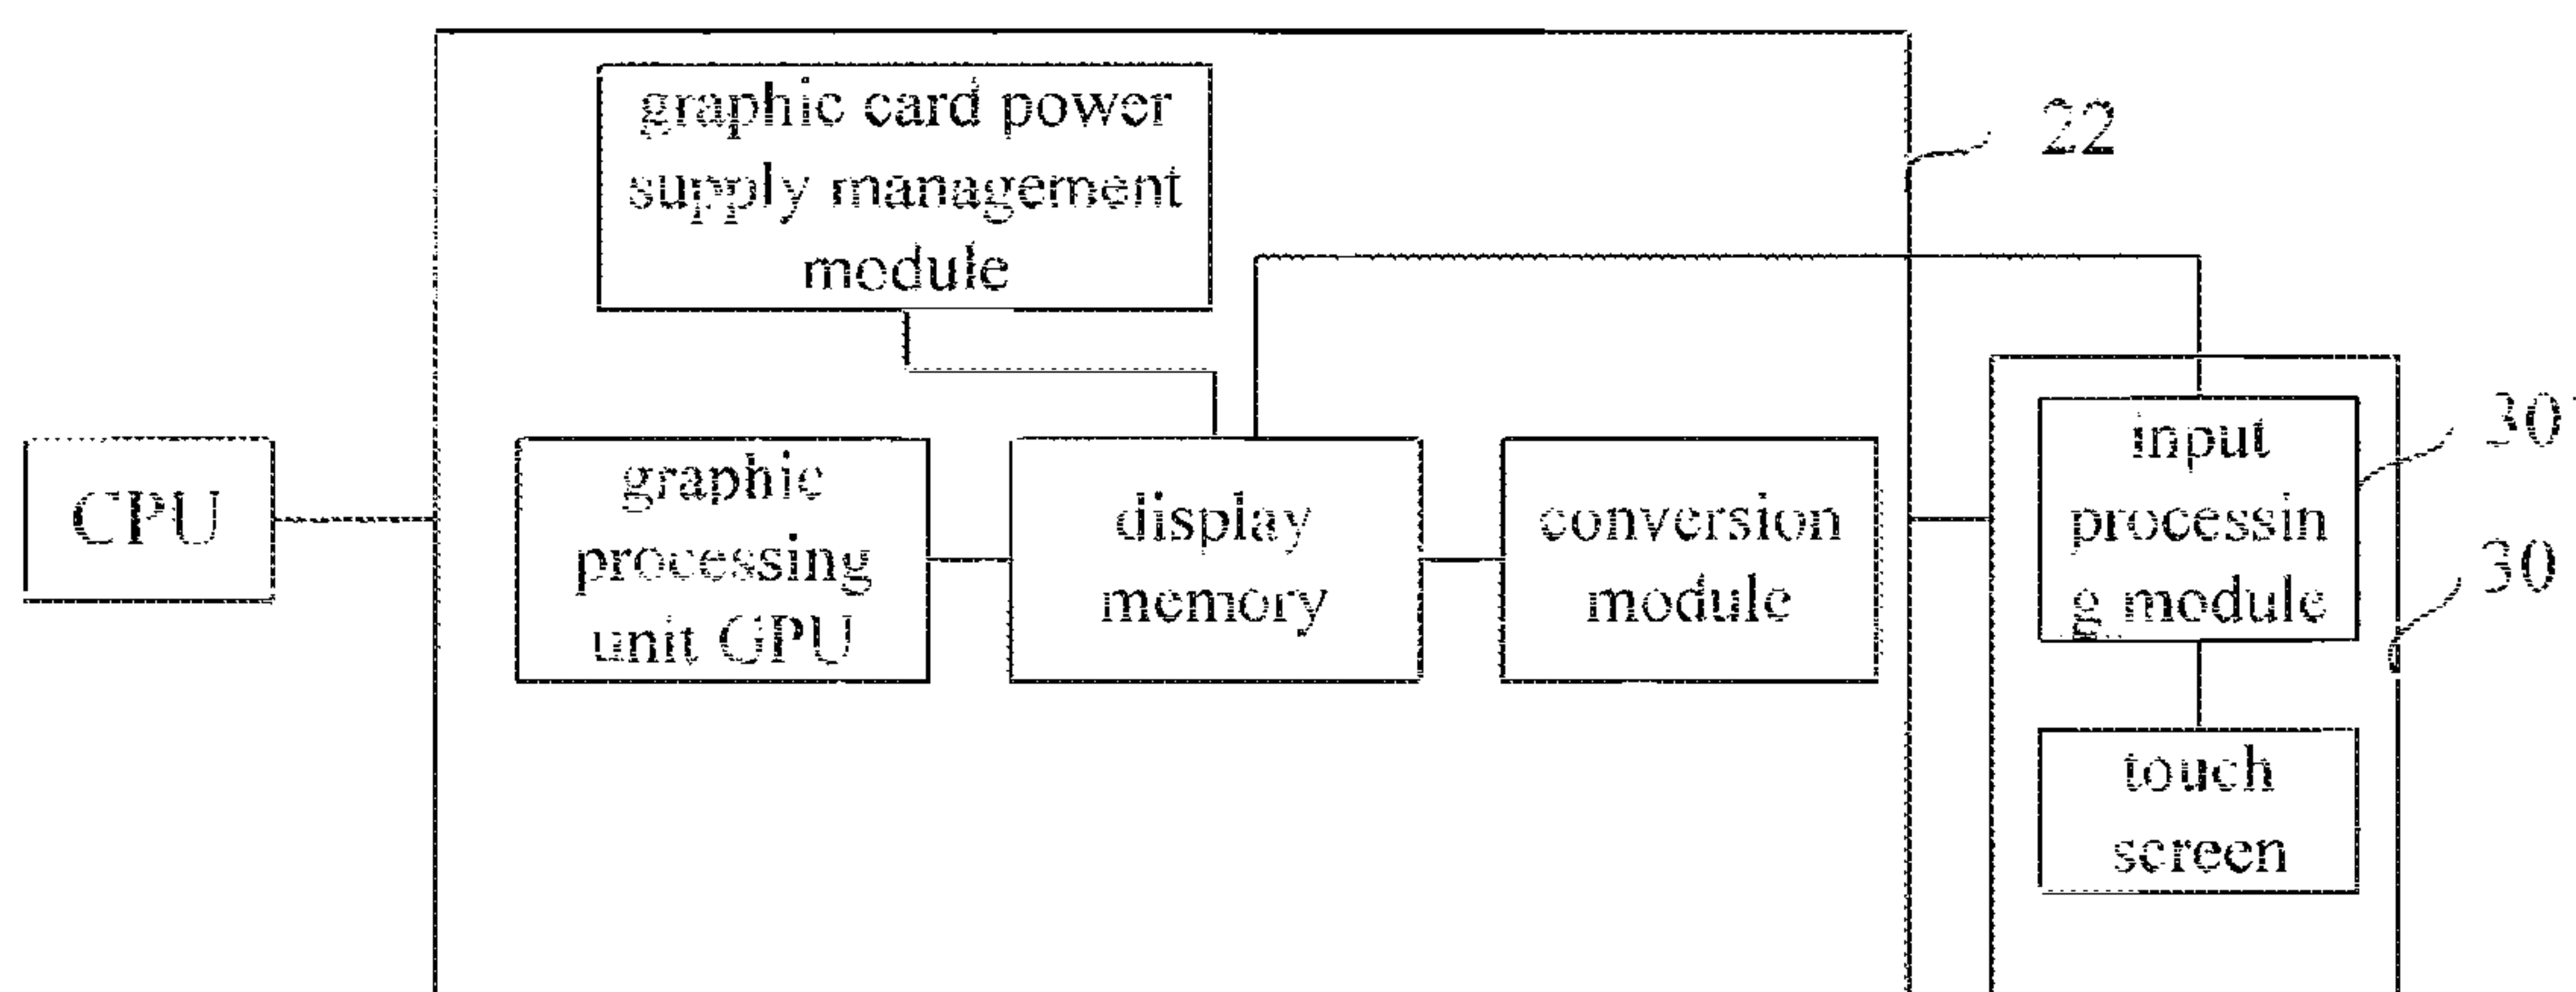 graphic card power
supply management
module
22
CPU
graphic
processing
unit GPU
display
memory
conversion
module
input
processin
g module
30
30
touch
screen